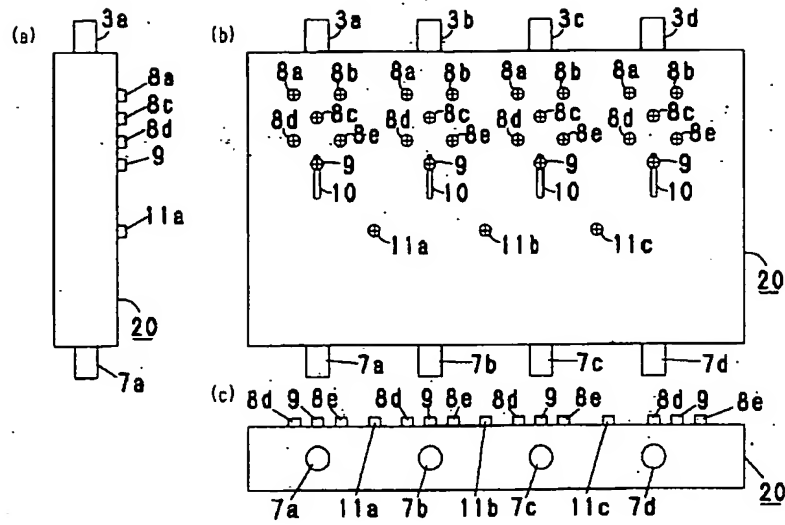 (a) 3a
8a
8c
8d
9
11a
20
7a
(b) 3a 3b 3c 3d
8a 8b 8a 8b 8a 8b 8a 8b
8c 8c 8c 8c
8d 8e 8d 8e 8d 8e 8d 8e
9 9 9 9
10 10 10 10
11a 11b 11c
20
7a 7b 7c 7d
(c)
8d 9 8e 8d 9 8e 8d 9 8e 8d 9 8e
20
7a 11a 7b 11b 7c 11c 7d